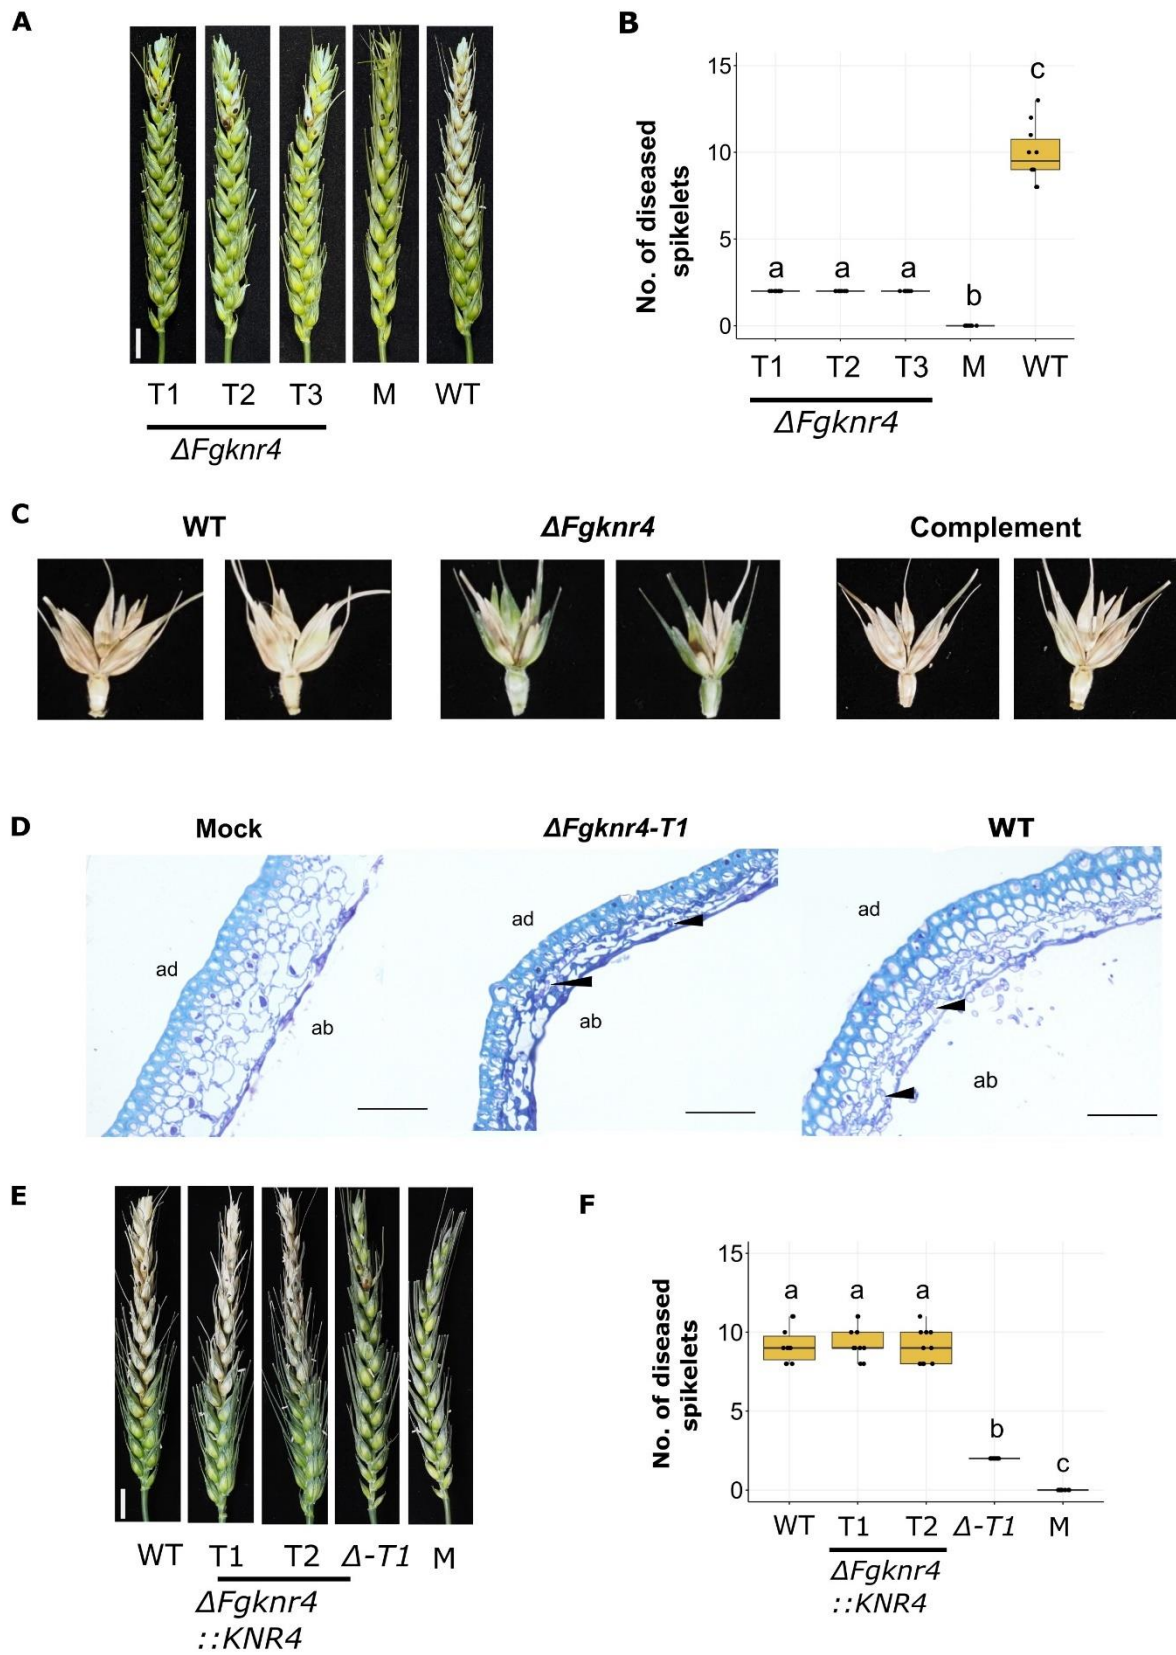 A
T1 T2 T3 M WT
ΔFgknr4
B
No. of diseased
spikelets
15
10
5
0
a a a b c
T1 T2 T3 M WT
ΔFgknr4
C
WT ΔFgknr4 Complement
D
Mock ΔFgknr4-T1 WT
ad ab
ad ab
ad ab
E
WT T1 T2 Δ-T1 M
ΔFgknr4
::KNR4
F
No. of diseased
spikelets
15
10
5
0
a a a b c
WT T1 T2 Δ-T1 M
ΔFgknr4
::KNR4